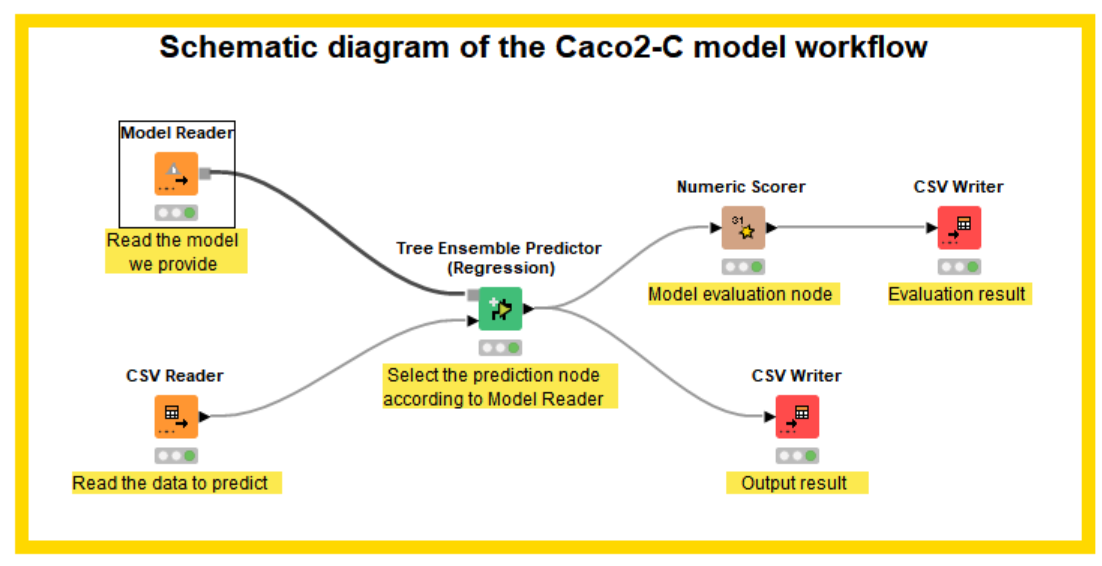 Schematic diagram of the Caco2-C model workflow
Model Reader
Read the model
we provide
CSV Reader
Read the data to predict
Tree Ensemble Predictor
(Regression)
Select the prediction node
according to Model Reader
Numeric Scorer
31
Model evaluation node
CSV Writer
Evaluation result
CSV Writer
Output result